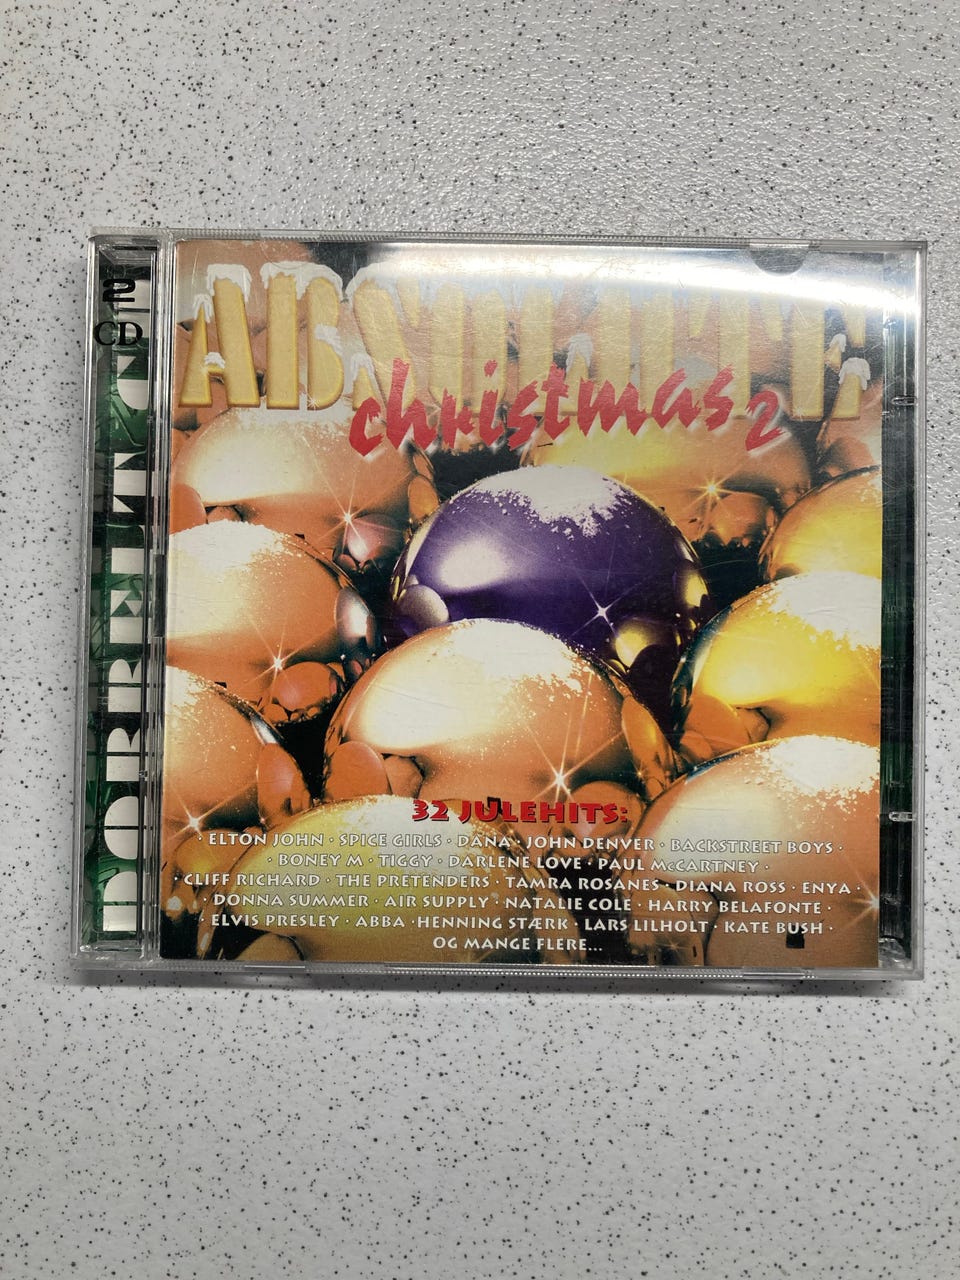 2
CD
DOBBELT CD
ABSOLUTE
christmas 2
32 JULEHITS:
· ELTON JOHN · SPICE GIRLS · DANA · JOHN DENVER · BACKSTREET BOYS ·
· BONEY M · TIGGY · DARLENE LOVE · PAUL McCARTNEY ·
· CLIFF RICHARD · THE PRETENDERS · TAMRA ROSANES · DIANA ROSS · ENYA ·
· DONNA SUMMER · AIR SUPPLY · NATALIE COLE · HARRY BELAFONTE ·
· ELVIS PRESLEY · ABBA · HENNING STÆRK · LARS LILHOLT · KATE BUSH ·
OG MANGE FLERE...